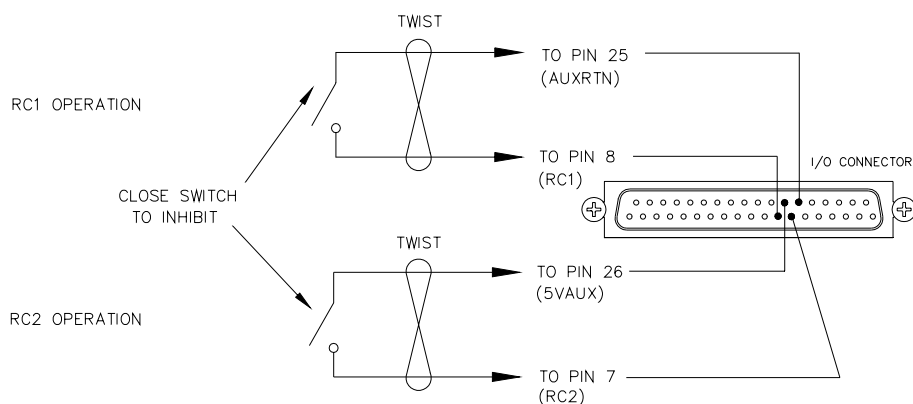 TWIST
TO PIN 25
(AUXRTN)
RC1 OPERATION
TO PIN 8
(RC1)
I/O CONNECTOR
CLOSE SWITCH
TO INHIBIT
TWIST
TO PIN 26
(5VAUX)
RC2 OPERATION
TO PIN 7
(RC2)